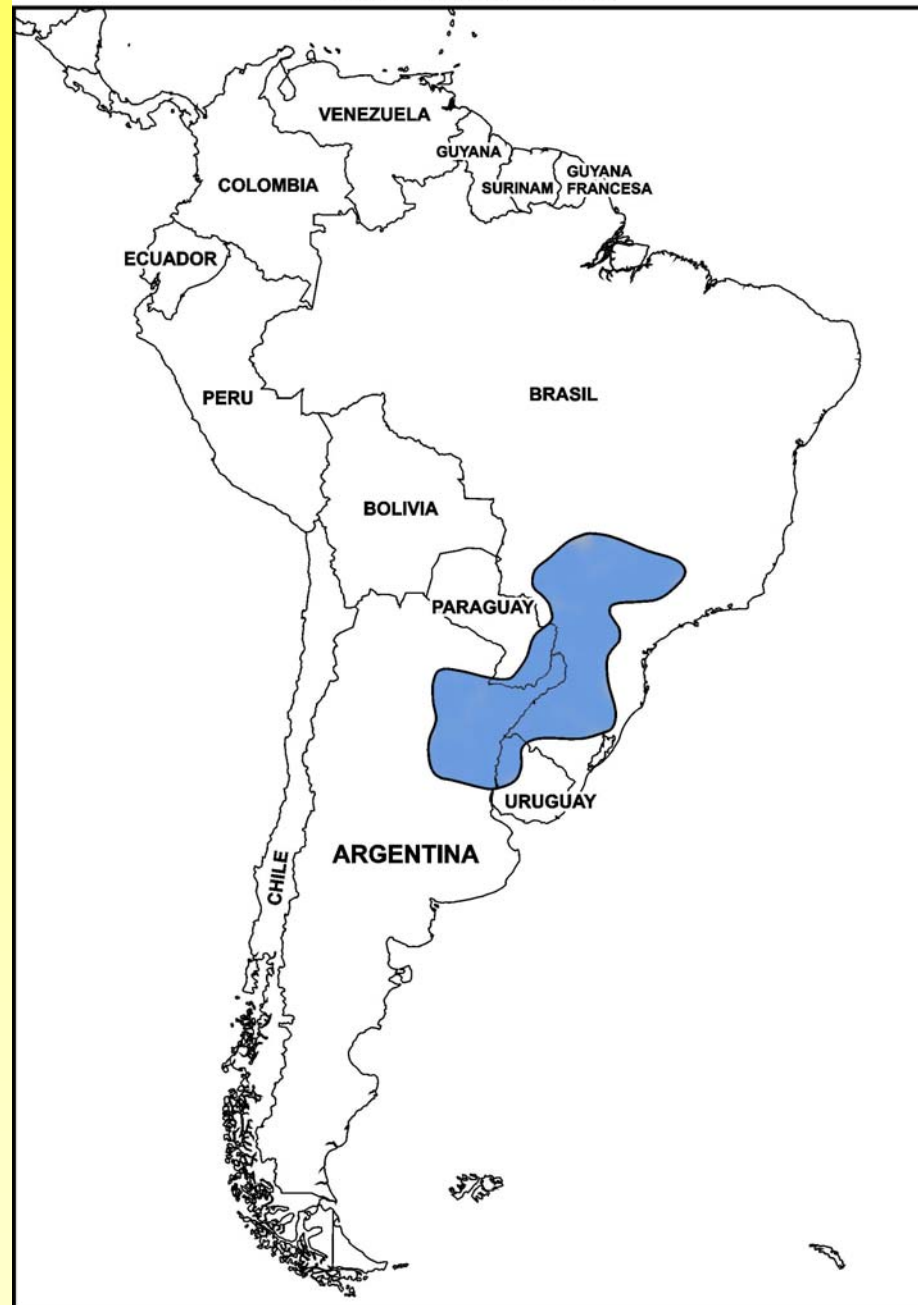 VENEZUELA
GUYANA
GUYANA
FRANCESA
SURINAM
COLOMBIA
ECUADOR
PERU
BRASIL
BOLIVIA
PARAGUAY
URUGUAY
ARGENTINA
CHILE